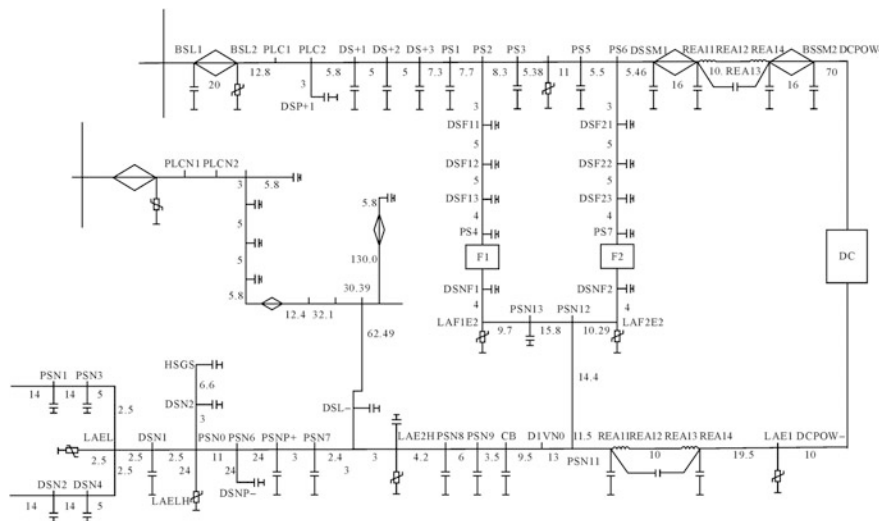 BSL1 BSL2 PLC1 PLC2 DS+1 DS+2 DS+3 PS1 PS2 PS3 PS5 PS6 DSSM1 REA11 REA12 REA14 BSSM2 DCPOW-
20 12.8 5.8 5 5 7.3 7.7 8.3 5.38 11 5.5 5.46 16 10. REA13 16 70
3
DSP+1
3 3
DSF11 DSF21
5 5
DSF12 DSF22
5 5
DSF13 DSF23
4 4
PS4 PS7
F1 F2 DC
DSNF1 DSNF2
4 PSN13 PSN12 4
LAF1E2 9.7 15.8 10.29 LAF2E2
14.4
PLCN1 PLCN2
3 5.8
5
5
5.8
5.8
130.0
30.39
12.4 32.1
62.49
HSGS
6.6
DSN2
3
DSL-
PSN1 PSN3
14 14 5
2.5
LAEL DSN1 PSN0 PSN6 PSNP+ PSN7 LAE2H PSN8 PSN9 CB D1VN0 11.5 REA11 REA12 REA13 REA14 LAE1 DCPOW-
2.5 2.5 2.5 11 24 3 2.4 3 4.2 6 3.5 9.5 13 10 19.5 10
2.5 24 24 3 PSN11
DSNP-
LAELH
DSN2 DSN4
14 14 5